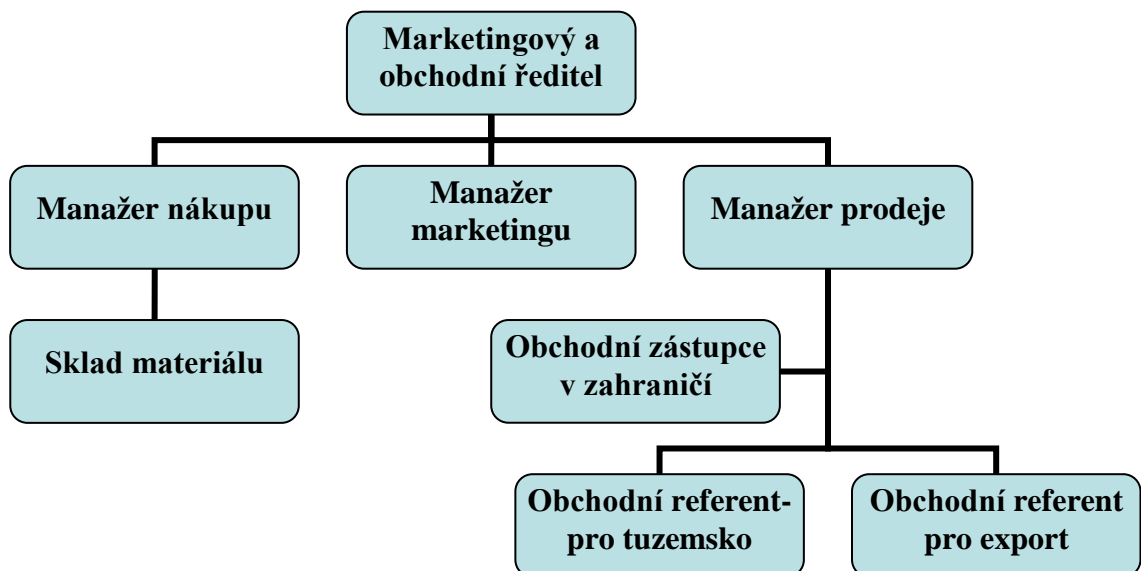 Marketingový a
obchodní ředitel
Manažer nákupu
Manažer
marketingu
Manažer prodeje
Sklad materiálu
Obchodní zástupce
v zahraničí
Obchodní referent-
pro tuzemsko
Obchodní referent
pro export